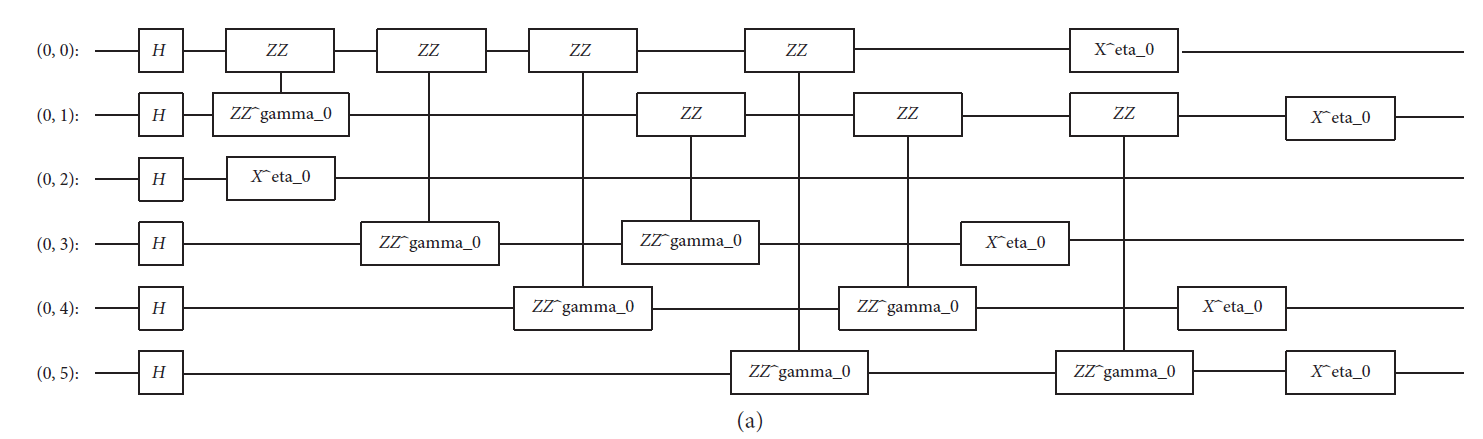 (0, 0): H ZZ ZZ ZZ ZZ X^eta_0
(0, 1): H ZZ^gamma_0 ZZ ZZ ZZ X^eta_0
(0, 2): H X^eta_0
(0, 3): H ZZ^gamma_0 ZZ^gamma_0 X^eta_0
(0, 4): H ZZ^gamma_0 ZZ^gamma_0 X^eta_0
(0, 5): H ZZ^gamma_0 ZZ^gamma_0 X^eta_0
(a)